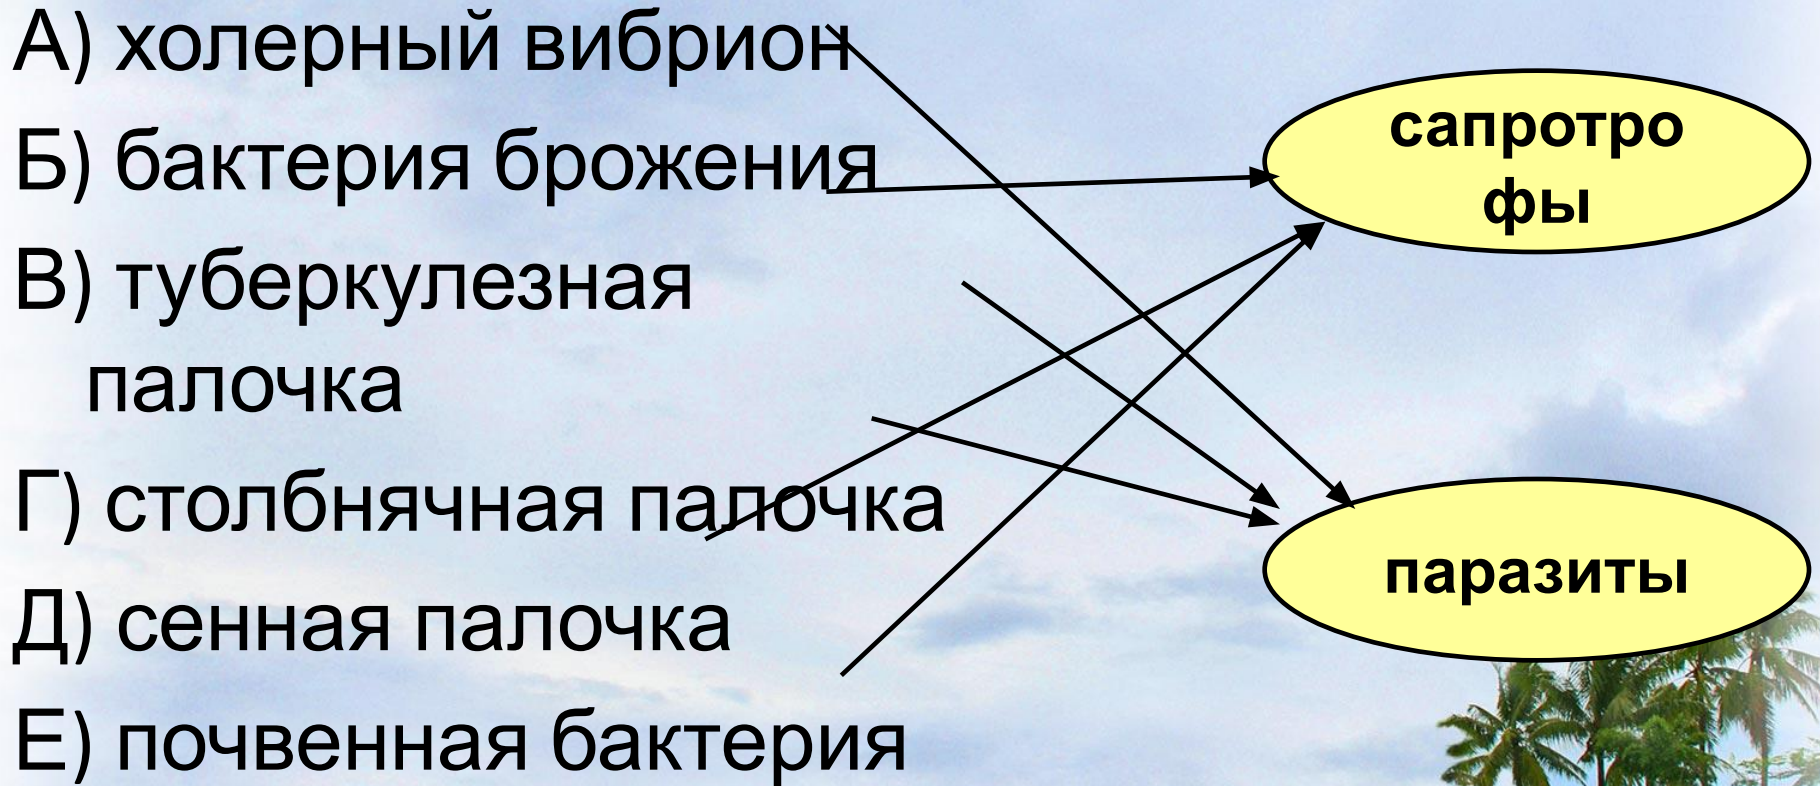 А) холерный вибрион
Б) бактерия брожения
В) туберкулезная
палочка
Г) столбнячная палочка
Д) сенная палочка
Е) почвенная бактерия
сапротро
фы
паразиты